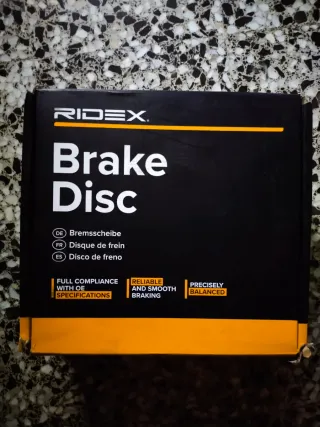 RIDEX®
Brake
Disc
DE Bremsscheibe
FR Disque de frein
ES Disco de freno
FULL COMPLIANCE
WITH OE
SPECIFICATIONS
RELIABLE
AND SMOOTH
BRAKING
PRECISELY
BALANCED